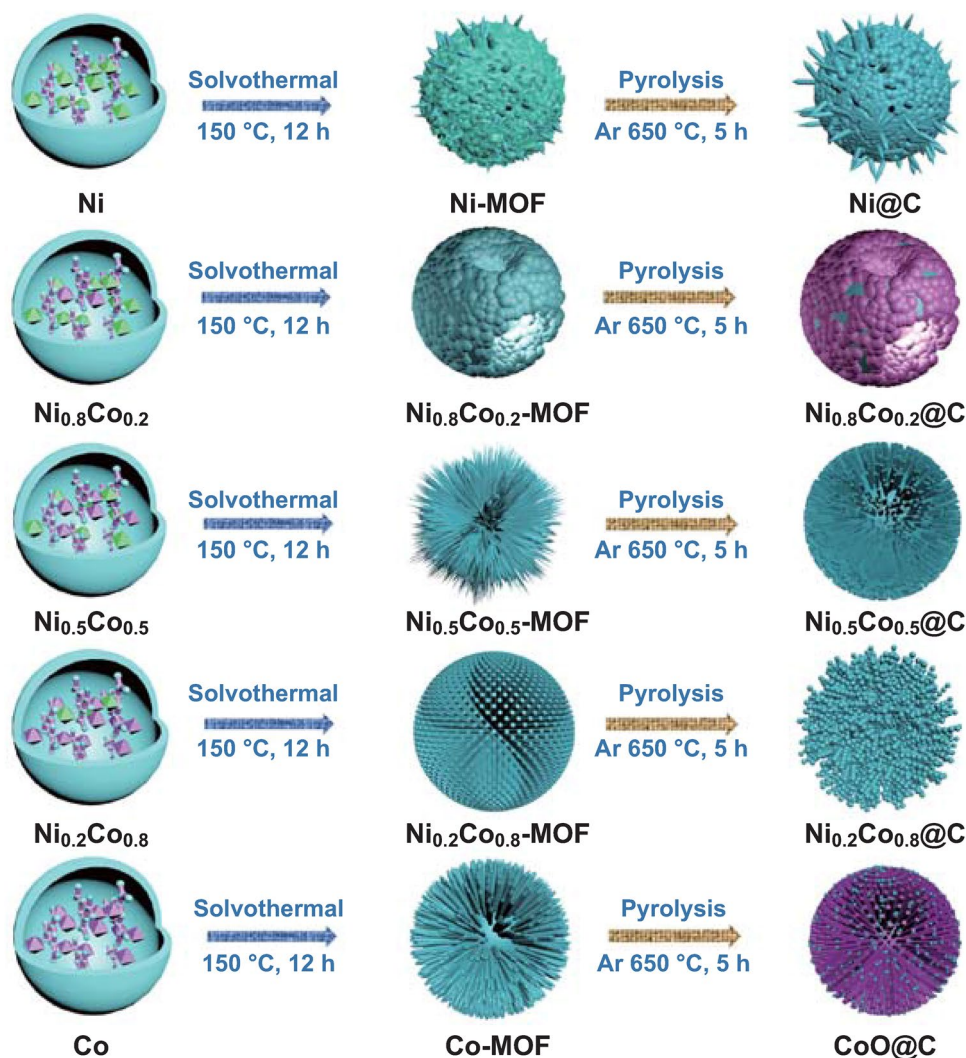 Solvothermal
150 °C, 12 h
Pyrolysis
Ar 650 °C, 5 h
Ni
Ni-MOF
Ni@C
Solvothermal
150 °C, 12 h
Pyrolysis
Ar 650 °C, 5 h
Ni0.8Co0.2
Ni0.8Co0.2-MOF
Ni0.8Co0.2@C
Solvothermal
150 °C, 12 h
Pyrolysis
Ar 650 °C, 5 h
Ni0.5Co0.5
Ni0.5Co0.5-MOF
Ni0.5Co0.5@C
Solvothermal
150 °C, 12 h
Pyrolysis
Ar 650 °C, 5 h
Ni0.2Co0.8
Ni0.2Co0.8-MOF
Ni0.2Co0.8@C
Solvothermal
150 °C, 12 h
Pyrolysis
Ar 650 °C, 5 h
Co
Co-MOF
CoO@C